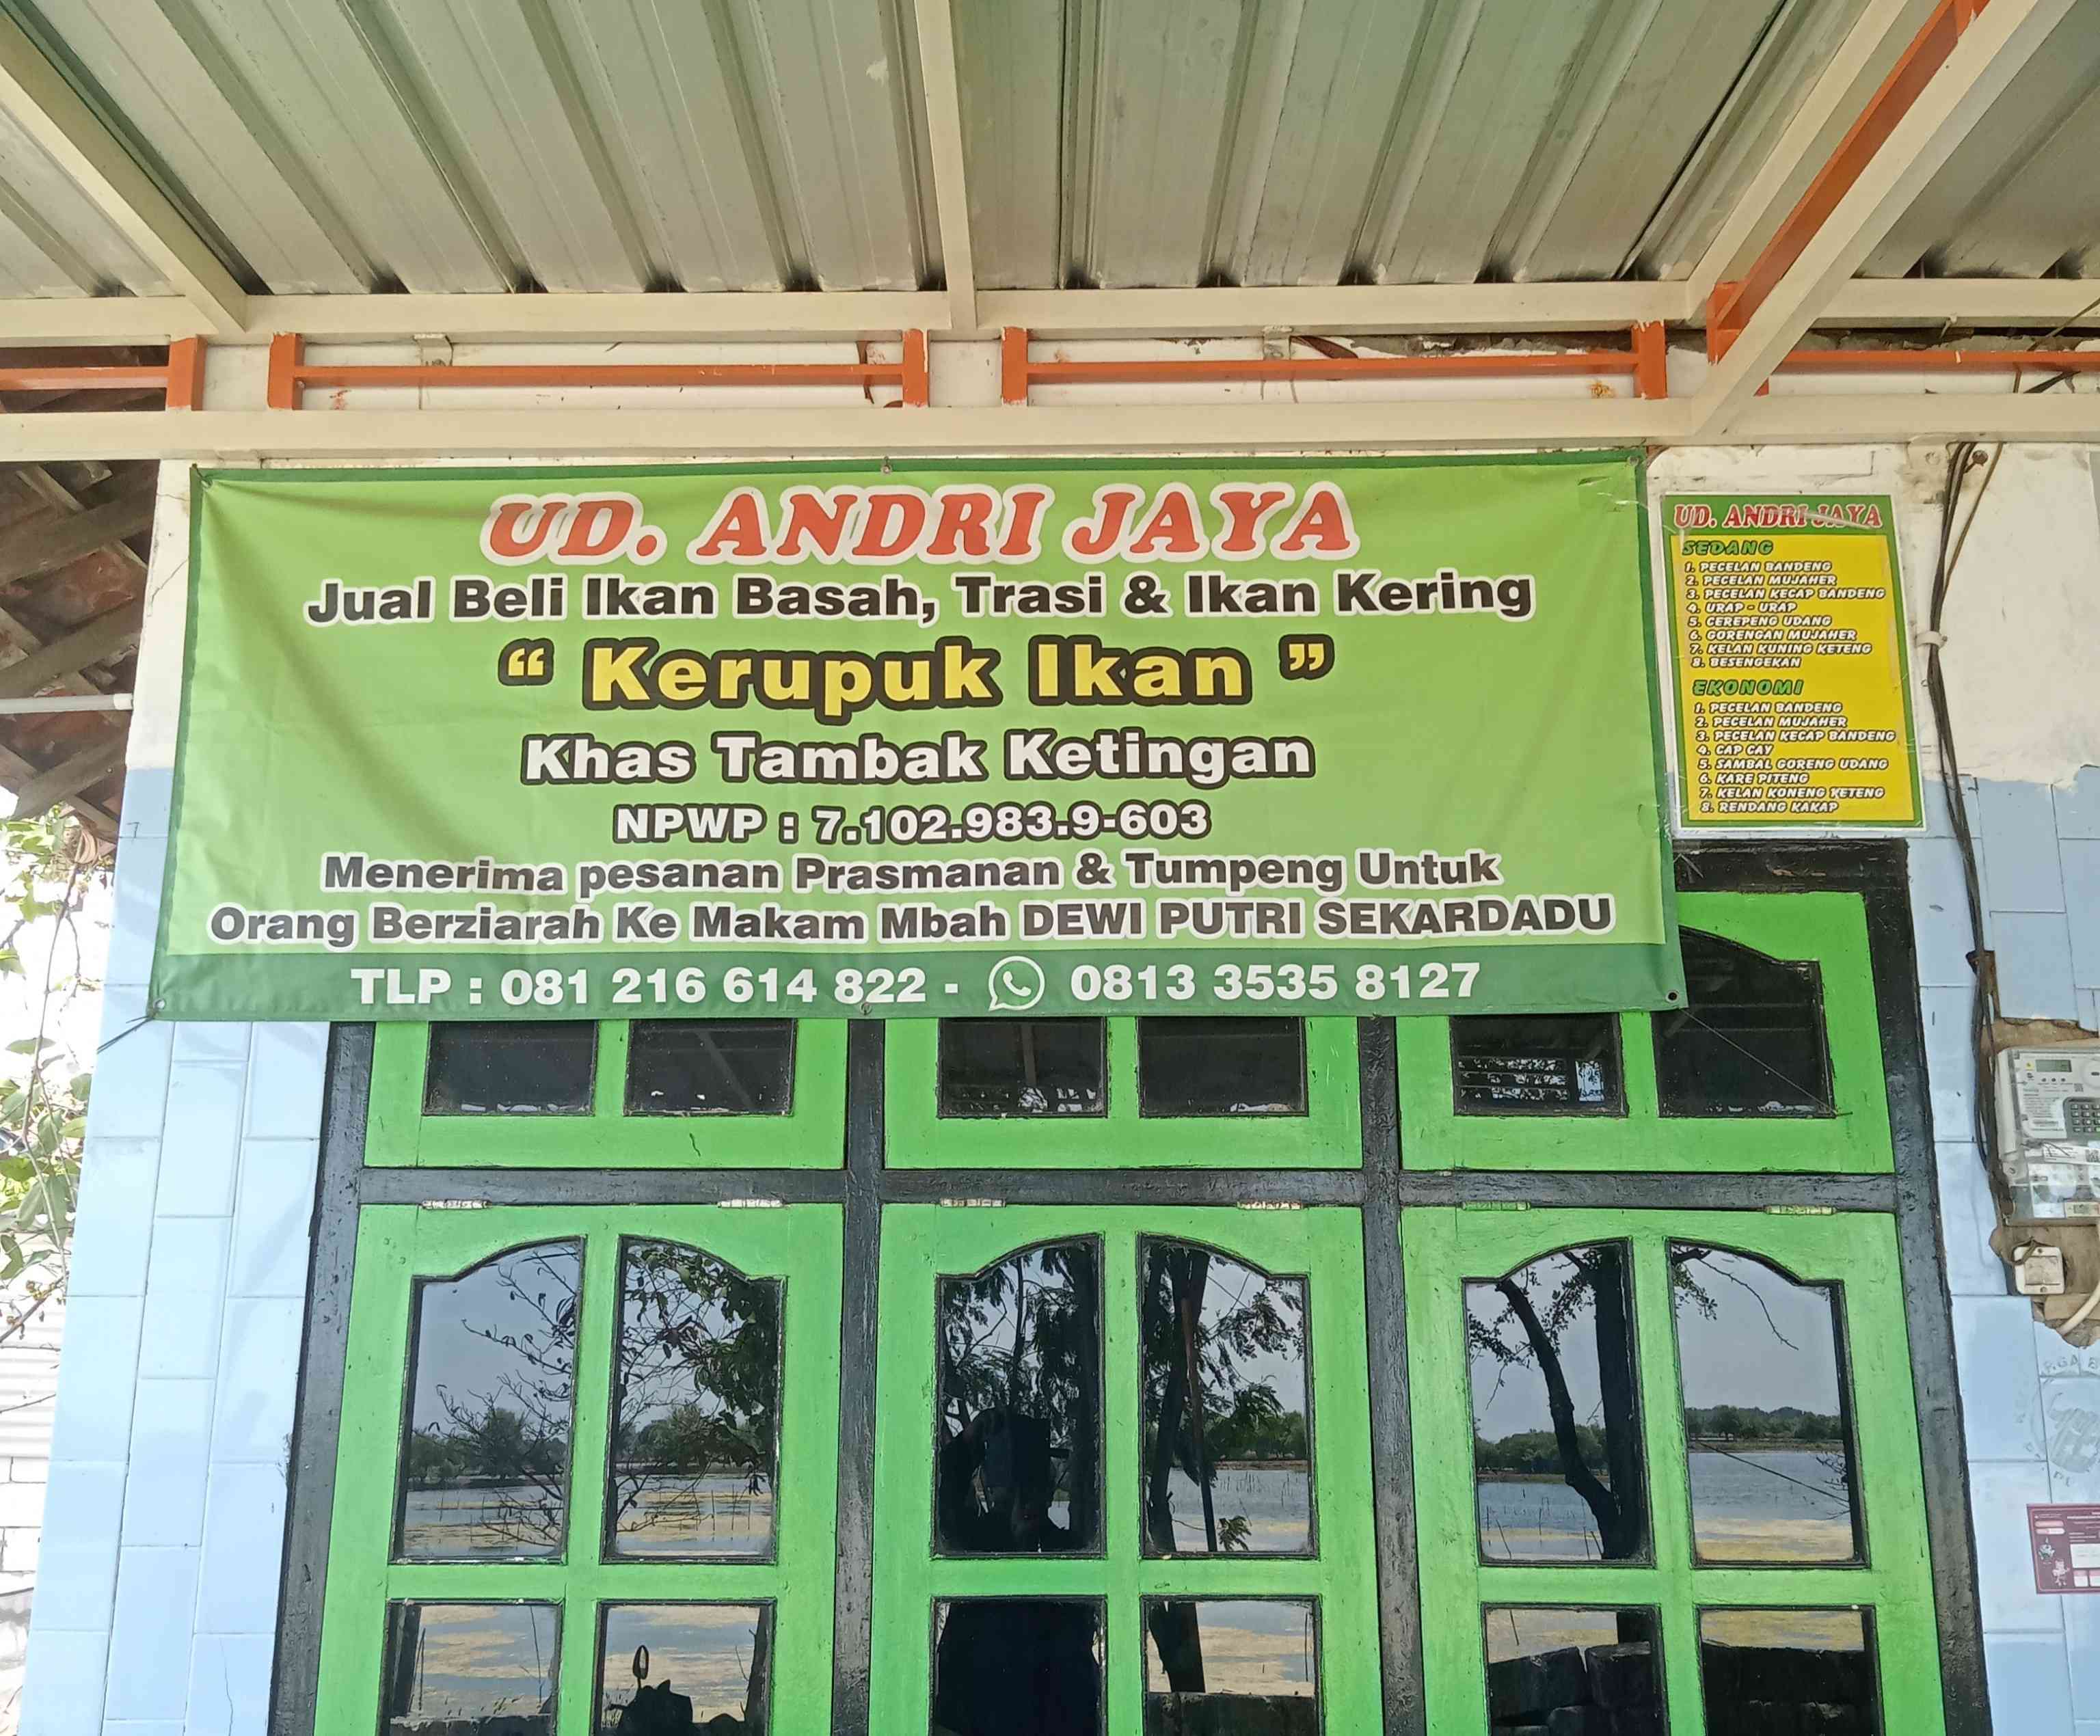 UD. ANDRI JAYA
Jual Beli Ikan Basah, Trasi & Ikan Kering
“ Kerupuk Ikan ”
Khas Tambak Ketingan
NPWP : 7.102.983.9-603
Menerima pesanan Prasmanan & Tumpeng Untuk
Orang Berziarah Ke Makam Mbah DEWI PUTRI SEKARDADU
TLP : 081 216 614 822 - 0813 3535 8127
UD. ANDRI JAYA
SEDANG
1. PECELAN BANDENG
2. PECELAN MUJAHER
3. PECELAN KECAP BANDENG
4. URAP - URAP
5. CEREPENG UDANG
6. GORENGAN MUJAHER
7. KELAN KUNING KETENG
8. BESENGEKAN
EKONOMI
1. PECELAN BANDENG
2. PECELAN MUJAHER
3. PECELAN KECAP BANDENG
4. CAP CAY
5. SAMBAL GORENG UDANG
6. KARE PITENG
7. KELAN KONENG KETENG
8. RENDANG KAKAP